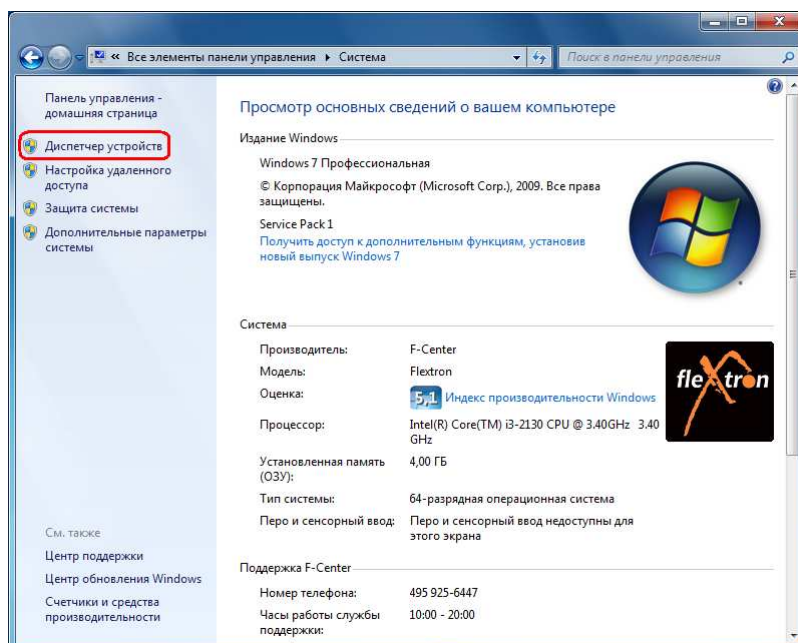 « Все элементы панели управления ▸ Система
Поиск в панели управления
Панель управления -
домашняя страница
Диспетчер устройств
Настройка удаленного
доступа
Защита системы
Дополнительные параметры
системы
См. также
Центр поддержки
Центр обновления Windows
Счетчики и средства
производительности
Просмотр основных сведений о вашем компьютере
Издание Windows
Windows 7 Профессиональная
© Корпорация Майкрософт (Microsoft Corp.), 2009. Все права
защищены.
Service Pack 1
Получить доступ к дополнительным функциям, установив
новый выпуск Windows 7
Система
Производитель: F-Center
Модель: Flextron
Оценка: 5,1 Индекс производительности Windows
Процессор: Intel(R) Core(TM) i3-2130 CPU @ 3.40GHz 3.40
GHz
Установленная память 4,00 ГБ
(ОЗУ):
Тип системы: 64-разрядная операционная система
Перо и сенсорный ввод: Перо и сенсорный ввод недоступны для
этого экрана
flextron
Поддержка F-Center
Номер телефона: 495 925-6447
Часы работы службы 10:00 - 20:00
поддержки: